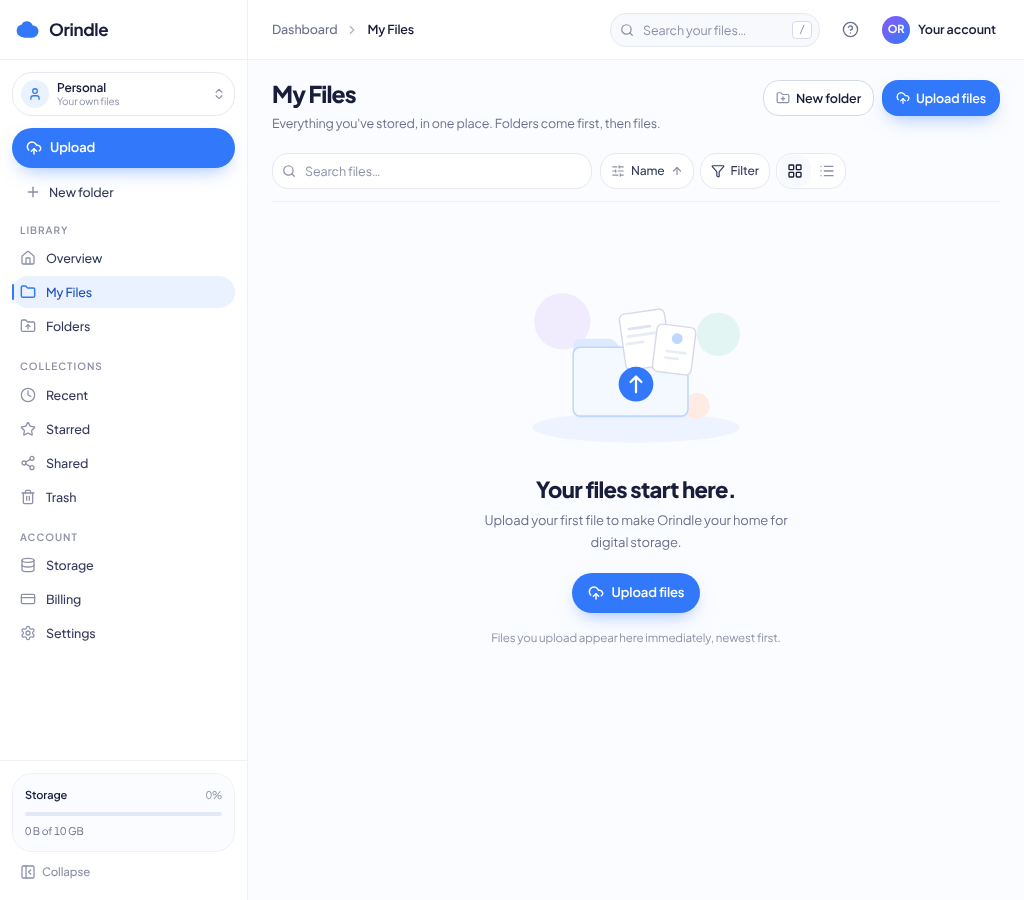 Orindle
Dashboard > My Files
Search your files... /
OR Your account
Personal
Your own files
Upload
New folder
LIBRARY
Overview
My Files
Folders
COLLECTIONS
Recent
Starred
Shared
Trash
ACCOUNT
Storage
Billing
Settings
Storage 0%
0 B of 10 GB
Collapse
My Files
Everything you've stored, in one place. Folders come first, then files.
New folder
Upload files
Search files...
Name
Filter
Your files start here.
Upload your first file to make Orindle your home for
digital storage.
Upload files
Files you upload appear here immediately, newest first.